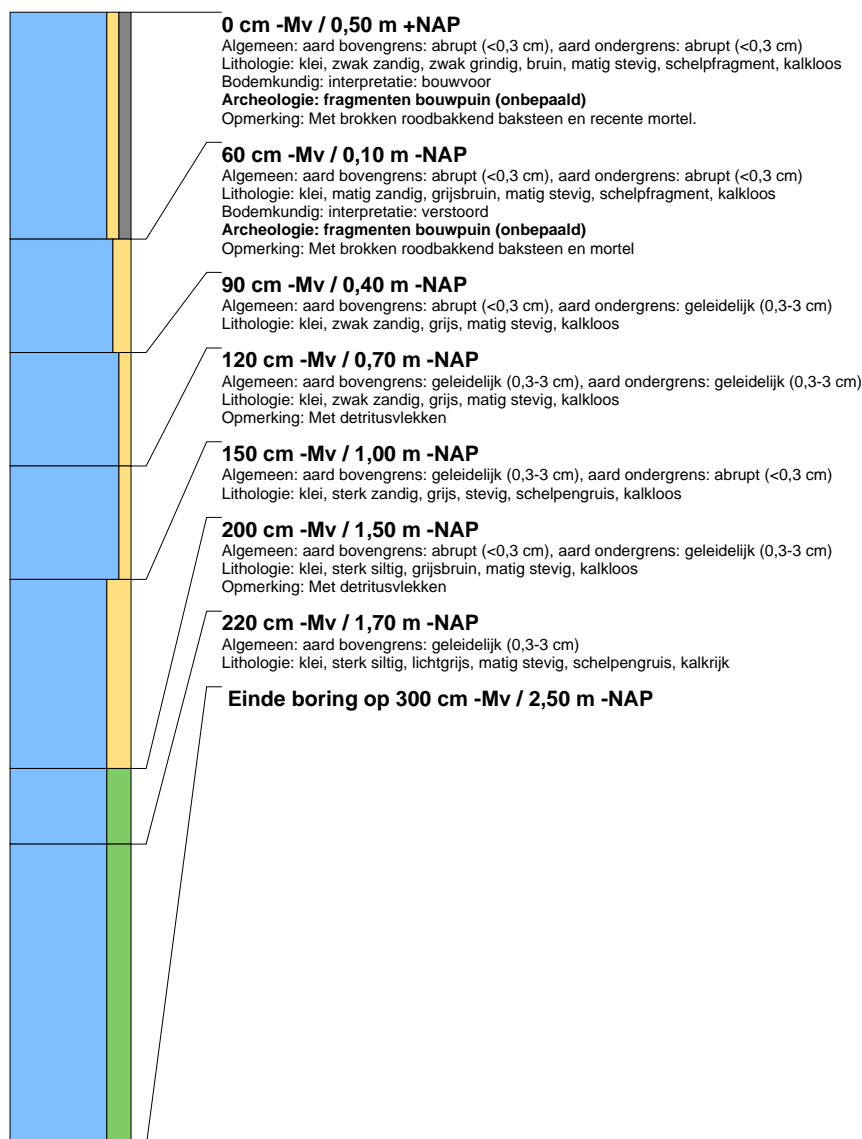 0 cm -Mv / 0,50 m +NAP
Algemeen: aard bovengrens: abrupt (<0,3 cm), aard ondergrens: abrupt (<0,3 cm)
Lithologie: klei, zwak zandig, zwak grindig, bruin, matig stevig, schelpfragment, kalkloos
Bodemkundig: interpretatie: bouwvoor
Archeologie: fragmenten bouwpuin (onbepaald)
Opmerking: Met brokken roodbakkend baksteen en recente mortel.
60 cm -Mv / 0,10 m -NAP
Algemeen: aard bovengrens: abrupt (<0,3 cm), aard ondergrens: abrupt (<0,3 cm)
Lithologie: klei, matig zandig, grijsbruin, matig stevig, schelpfragment, kalkloos
Bodemkundig: interpretatie: verstoord
Archeologie: fragmenten bouwpuin (onbepaald)
Opmerking: Met brokken roodbakkend baksteen en mortel
90 cm -Mv / 0,40 m -NAP
Algemeen: aard bovengrens: abrupt (<0,3 cm), aard ondergrens: geleidelijk (0,3-3 cm)
Lithologie: klei, zwak zandig, grijs, matig stevig, kalkloos
120 cm -Mv / 0,70 m -NAP
Algemeen: aard bovengrens: geleidelijk (0,3-3 cm), aard ondergrens: geleidelijk (0,3-3 cm)
Lithologie: klei, zwak zandig, grijs, matig stevig, kalkloos
Opmerking: Met detritusvlekken
150 cm -Mv / 1,00 m -NAP
Algemeen: aard bovengrens: geleidelijk (0,3-3 cm), aard ondergrens: abrupt (<0,3 cm)
Lithologie: klei, sterk zandig, grijs, stevig, schelpengruis, kalkloos
200 cm -Mv / 1,50 m -NAP
Algemeen: aard bovengrens: abrupt (<0,3 cm), aard ondergrens: geleidelijk (0,3-3 cm)
Lithologie: klei, sterk siltig, grijsbruin, matig stevig, kalkloos
Opmerking: Met detritusvlekken
220 cm -Mv / 1,70 m -NAP
Algemeen: aard bovengrens: geleidelijk (0,3-3 cm)
Lithologie: klei, sterk siltig, lichtgrijs, matig stevig, schelpengruis, kalkrijk
Einde boring op 300 cm -Mv / 2,50 m -NAP